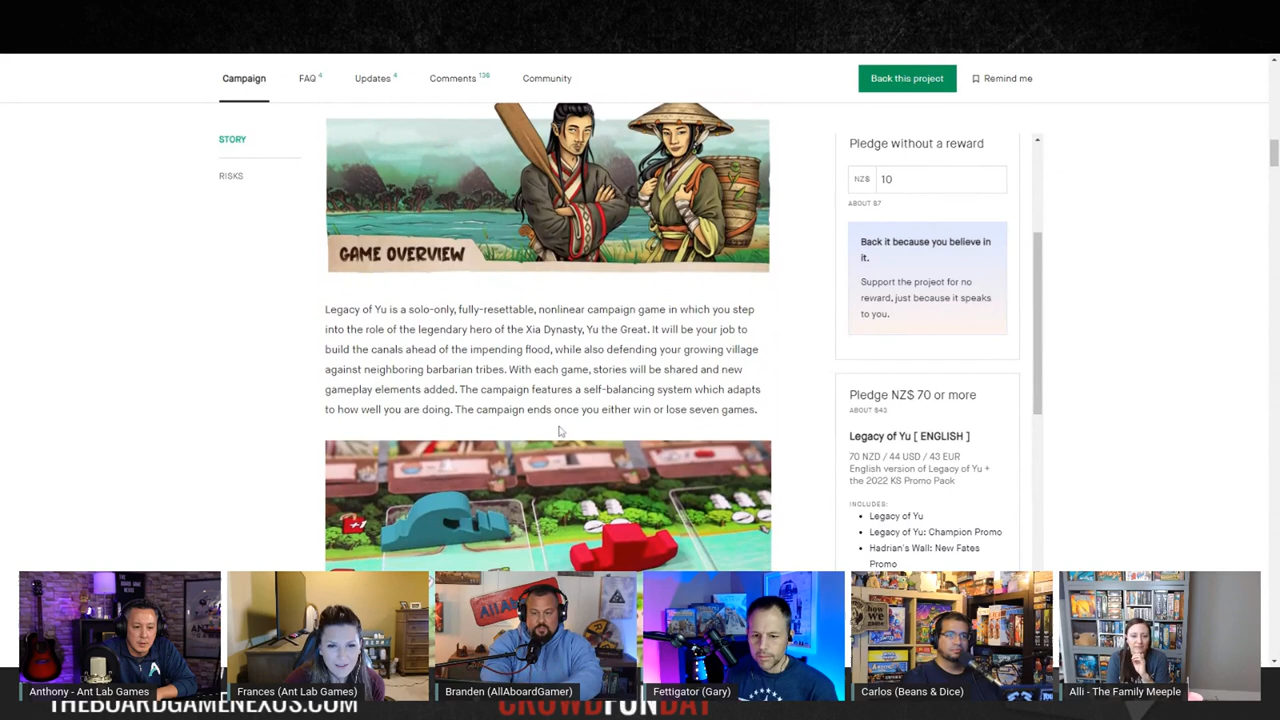 Campaign
FAQ 4
Updates 4
Comments 136
Community
Back this project
Remind me
STORY
RISKS
GAME OVERVIEW
Legacy of Yu is a solo-only, fully-resettable, nonlinear campaign game in which you step
into the role of the legendary hero of the Xia Dynasty, Yu the Great. It will be your job to
build the canals ahead of the impending flood, while also defending your growing village
against neighboring barbarian tribes. With each game, stories will be shared and new
gameplay elements added. The campaign features a self-balancing system which adapts
to how well you are doing. The campaign ends once you either win or lose seven games.
Pledge without a reward
NZ$ 10
ABOUT $7
Back it because you believe in
it.
Support the project for no
reward, just because it speaks
to you.
Pledge NZ$ 70 or more
ABOUT $43
Legacy of Yu [ ENGLISH ]
70 NZD / 44 USD / 43 EUR
English version of Legacy of Yu +
the 2022 KS Promo Pack
INCLUDES:
• Legacy of Yu
• Legacy of Yu: Champion Promo
• Hadrian's Wall: New Fates
Promo
+1
how we game
Anthony - Ant Lab Games
Frances (Ant Lab Games)
Branden (AllAboardGamer)
Fettigator (Gary)
Carlos (Beans & Dice)
Alli - The Family Meeple
THEBOARDGAMENEXUS.COM
CROWDFUNDAY